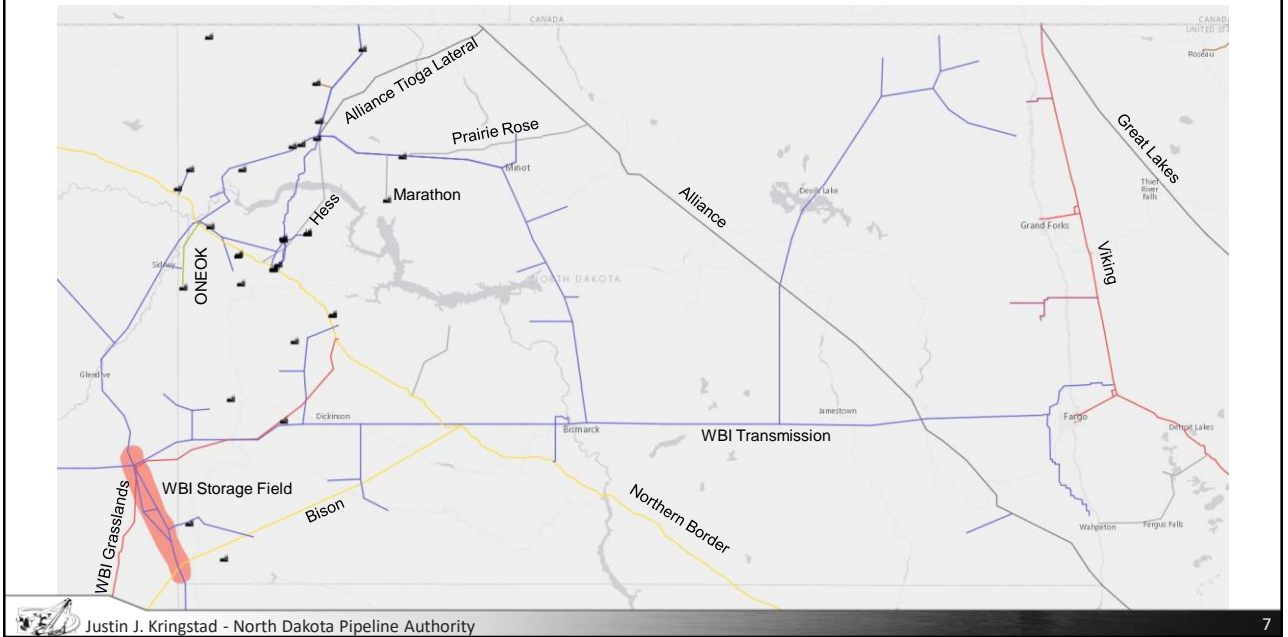 CANADA
CANADA
UNITED STA
Roseau
Alliance Tioga Lateral
Great Lakes
Prairie Rose
Minot
Thief
River
Falls
Devils Lake
Marathon
Alliance
Hess
Grand Forks
Viking
Sidney
ONEOK
NORTH DAKOTA
Glendive
Dickinson
Jamestown
Fargo
Bismarck
Detroit Lakes
WBI Transmission
WBI Storage Field
WBI Grasslands
Bison
Northern Border
Wahpeton
Fergus Falls
Justin J. Kringstad - North Dakota Pipeline Authority
7